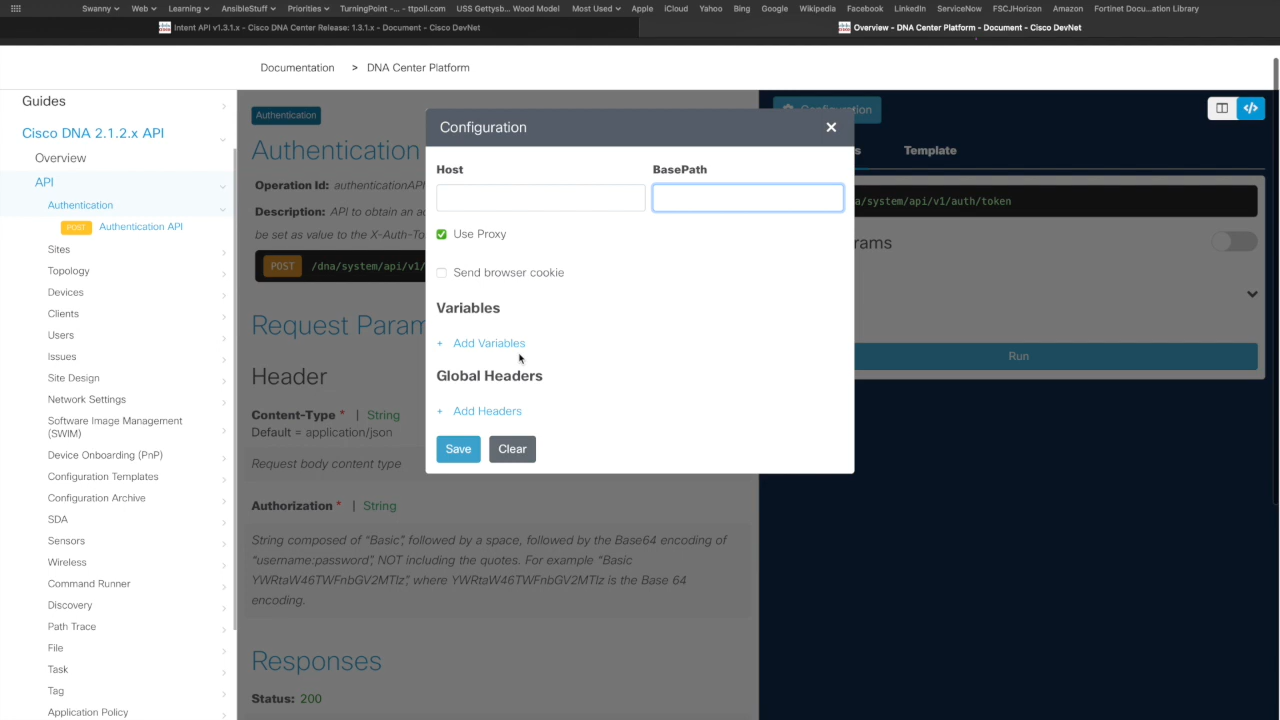 Swanny Web Learning AnsibleStuff Priorities TurningPoint -... - ttpoll.com USS Gettysb... Wood Model Most Used Apple iCloud Yahoo Bing Google Wikipedia Facebook LinkedIn ServiceNow FSCJHorizon Amazon Fortinet Docu...ation Library
Intent API v1.3.1.x - Cisco DNA Center Release: 1.3.1.x - Document - Cisco DevNet
Overview - DNA Center Platform - Document - Cisco DevNet
Documentation > DNA Center Platform
Guides
Cisco DNA 2.1.2.x API
Overview
API
Authentication
POST Authentication API
Sites
Topology
Devices
Clients
Users
Issues
Site Design
Network Settings
Software Image Management
(SWIM)
Device Onboarding (PnP)
Configuration Templates
Configuration Archive
SDA
Sensors
Wireless
Command Runner
Discovery
Path Trace
File
Task
Tag
Application Policy
Authentication
Authentication
Operation Id: authenticationAPI
Description: API to obtain an
be set as value to the X-Auth-
POST /dna/system/api/v1/
Request
Header
Content-Type * | String
Default = application/json
Request body content type
Authorization * | String
String composed of "Basic", followed by a space, followed by the Base64 encoding of
"username:password", NOT including the quotes. For example "Basic
YWRtaW46TWFnbGV2MTIz", where YWRtaW46TWFnbGV2MTIz is the Base 64
encoding.
Responses
Status: 200
Configuration
Host BasePath
Use Proxy
Send browser cookie
Variables
+ Add Variables
Global Headers
+ Add Headers
Save Clear
Configuration
Template
a/system/api/v1/auth/token
Run